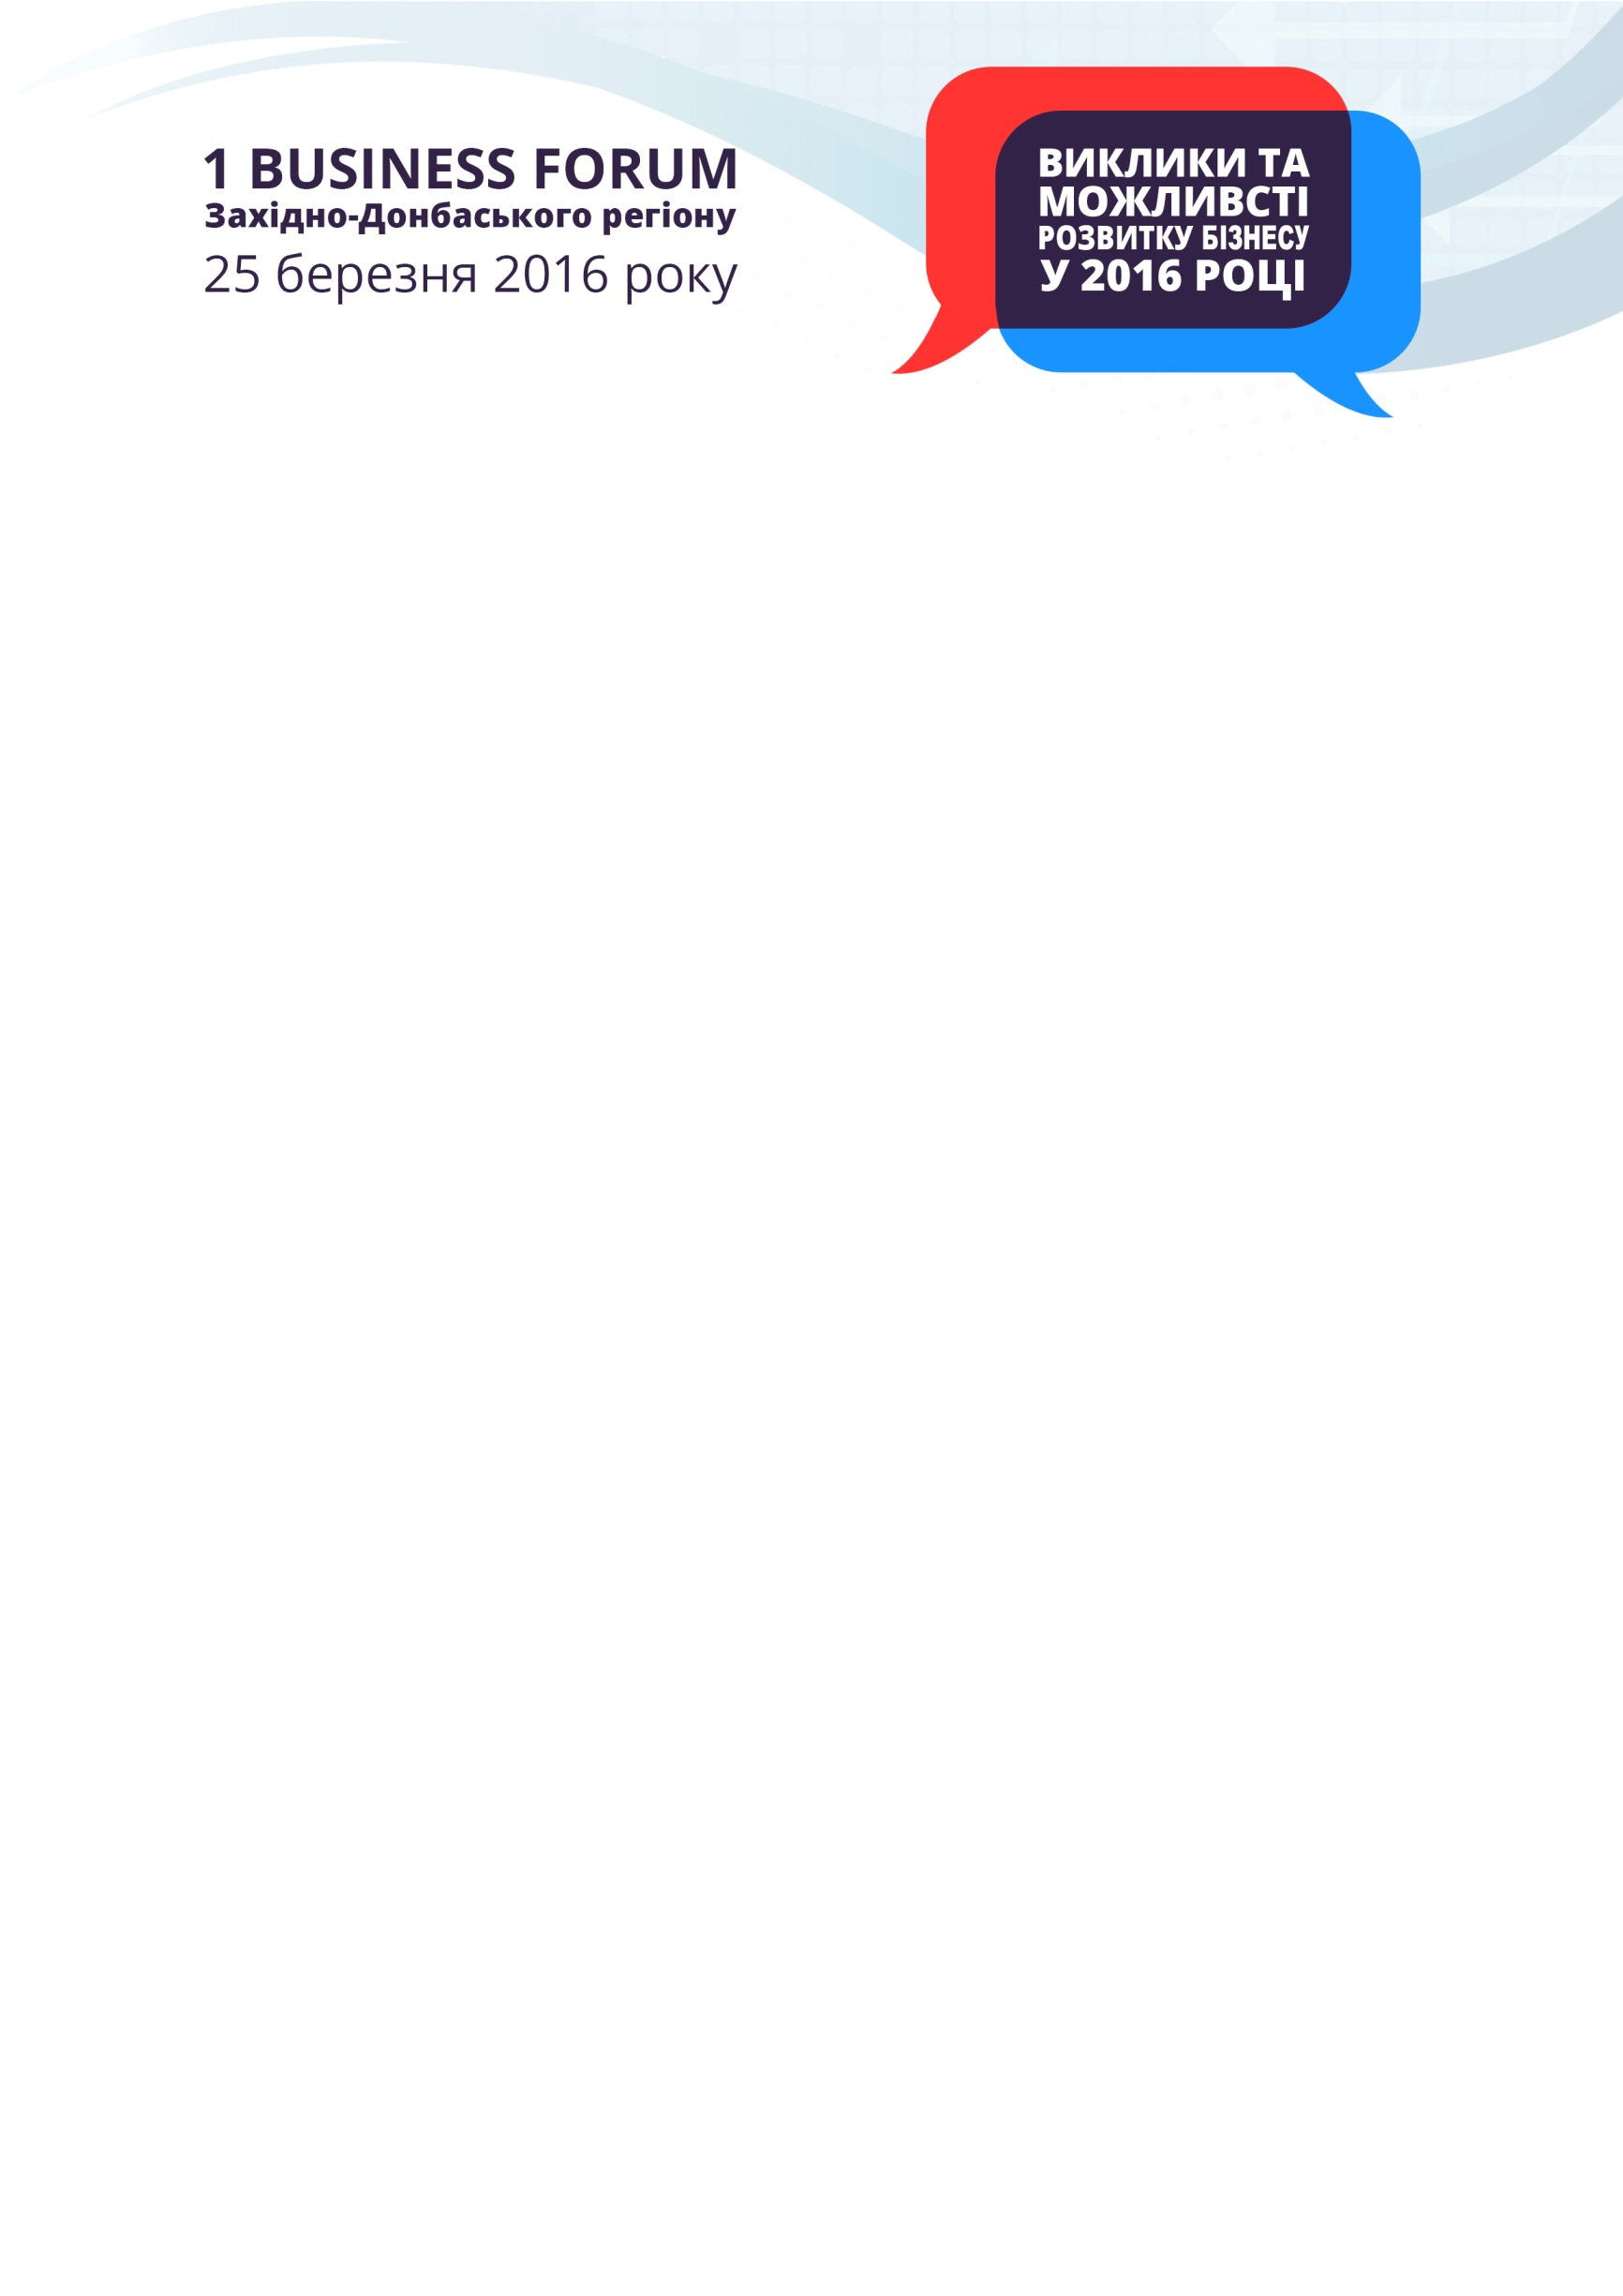 1 BUSINESS FORUM
Західно-Донбаського регіону
25 березня 2016 року
ВИКЛИКИ ТА
МОЖЛИВСТІ
РОЗВИТКУ БІЗНЕСУ
У 2016 РОЦІ